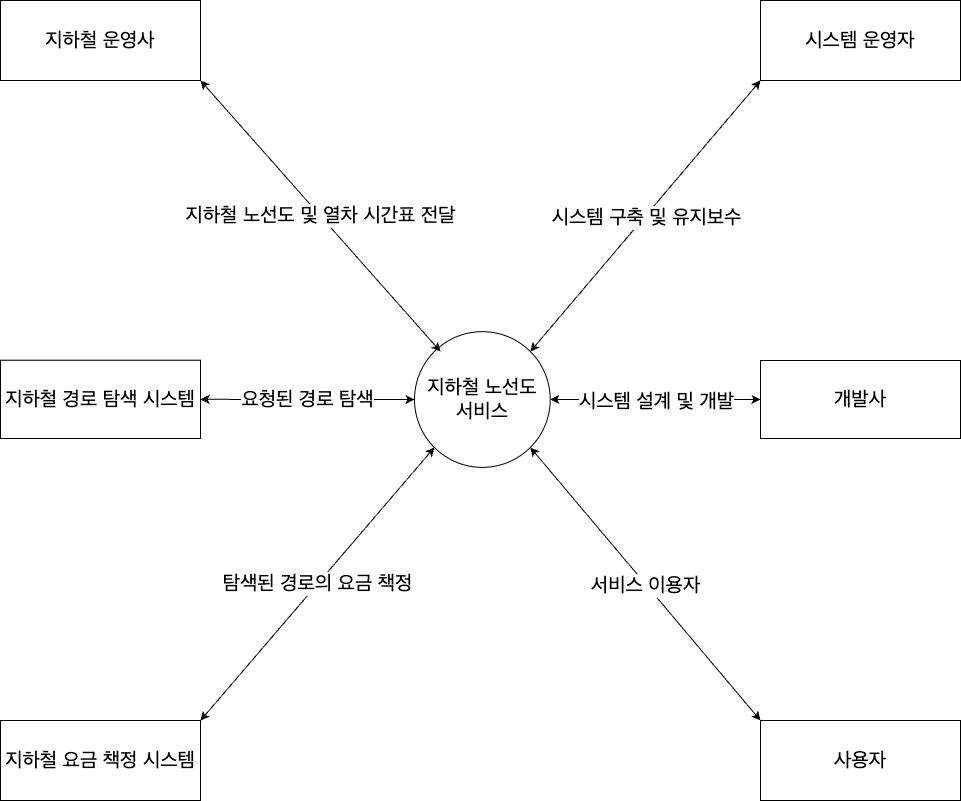 지하철 운영사
시스템 운영자
지하철 노선도 및 열차 시간표 전달
시스템 구축 및 유지보수
지하철 경로 탐색 시스템
요청된 경로 탐색
지하철 노선도
서비스
시스템 설계 및 개발
개발사
탐색된 경로의 요금 책정
서비스 이용자
지하철 요금 책정 시스템
사용자